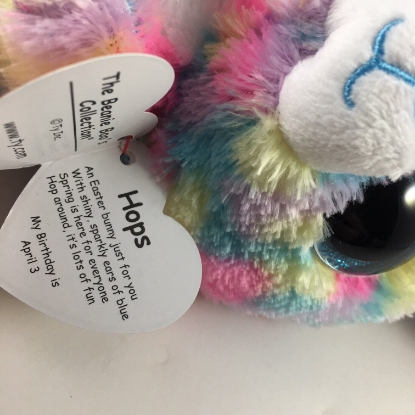 The Beanie Boo's
Collection®
© Ty Inc.
www.ty.com
Hops
An Easter bunny just for you
With shiny, sparkly ears of blue
Spring is here for everyone
Hop around, it's lots of fun
My Birthday is
April 3